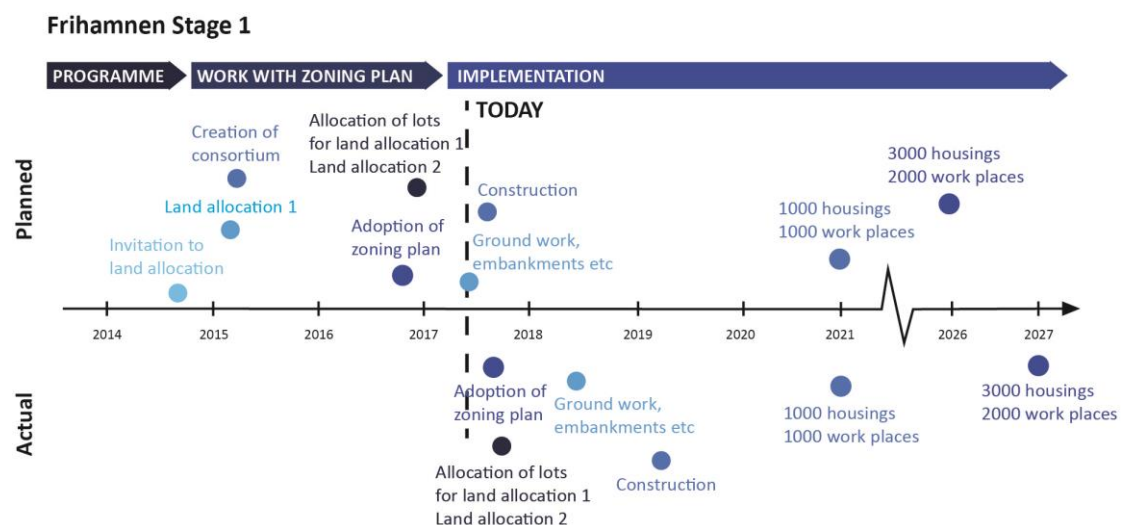 Frihamnen Stage 1
PROGRAMME
WORK WITH ZONING PLAN
IMPLEMENTATION
TODAY
Planned
Creation of
consortium
Land allocation 1
Invitation to
land allocation
Allocation of lots
for land allocation 1
Land allocation 2
Adoption of
zoning plan
Construction
Ground work,
embankments etc
1000 housings
1000 work places
3000 housings
2000 work places
2014
2015
2016
2017
2018
2019
2020
2021
2026
2027
Actual
Adoption of
zoning plan
Allocation of lots
for land allocation 1
Land allocation 2
Ground work,
embankments etc
Construction
1000 housings
1000 work places
3000 housings
2000 work places